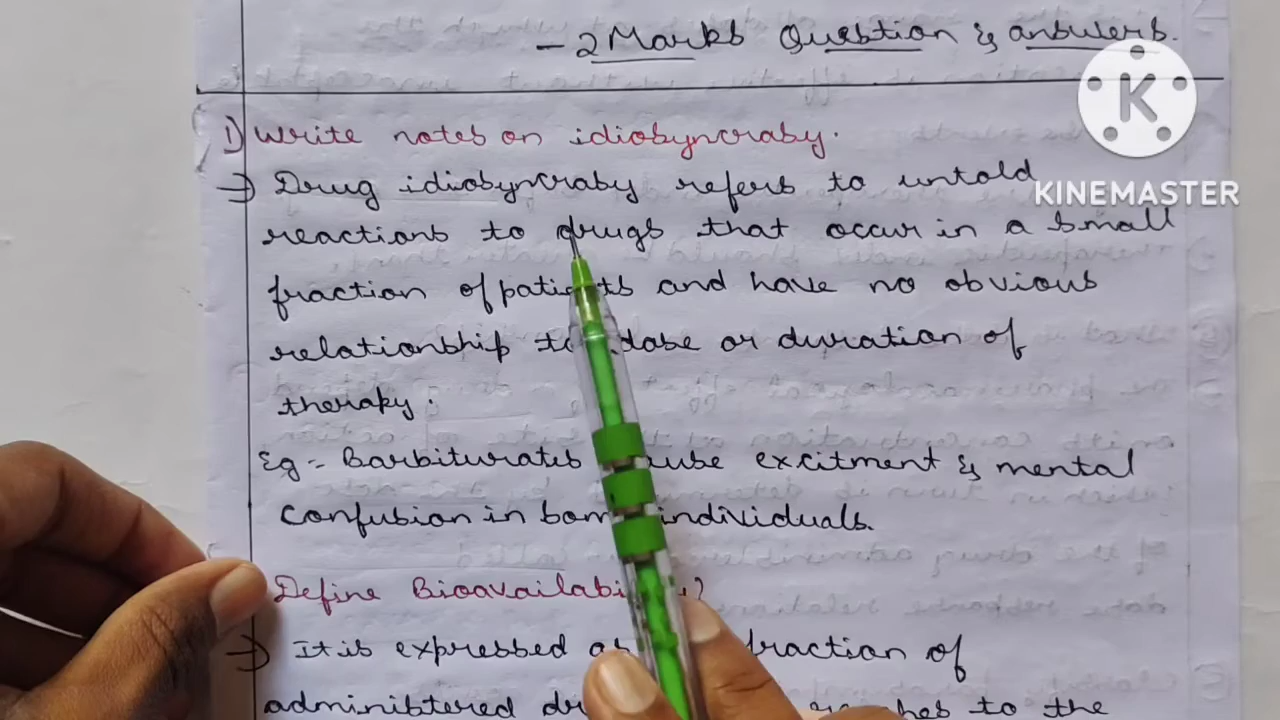 - 2 Marks Question & answers.
1) Write notes on idiosyncrasy.
→ Drug idiosyncrasy refers to untold
reactions to drugs that occur in a small
fraction of patients and have no obvious
relationship to dose or duration of
therapy.
Eg:- Barbiturates cause excitment & mental
confusion in some individuals.
Define Bioavailability?
→ It is expressed as fraction of
administered to the
K
KINEMASTER